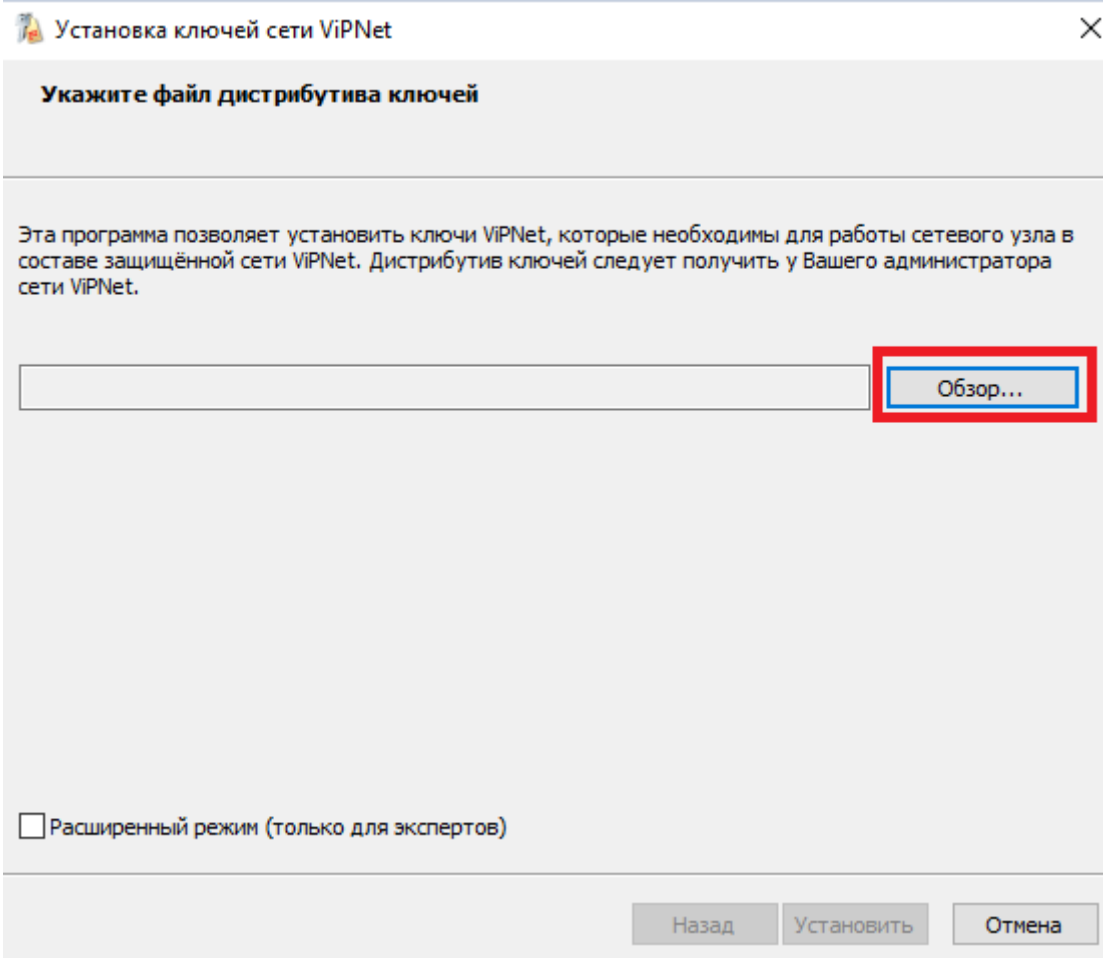 Установка ключей сети ViPNet
Укажите файл дистрибутива ключей
Эта программа позволяет установить ключи ViPNet, которые необходимы для работы сетевого узла в
составе защищённой сети ViPNet. Дистрибутив ключей следует получить у Вашего администратора
сети ViPNet.
Обзор...
Расширенный режим (только для экспертов)
Назад Установить Отмена